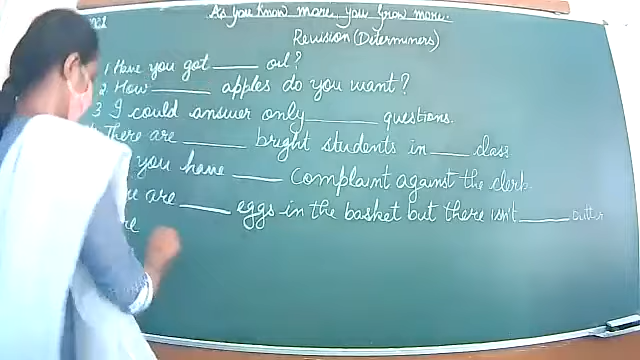 As you know more, you grow more.
Revision (Determiners)
1 Have you got ____ oil?
2. How ____ apples do you want?
3 I could answer only ____ questions.
There are ____ bright students in ____ class
you have ____ complaint against the clerk.
are ____ eggs in the basket but there isn't ____